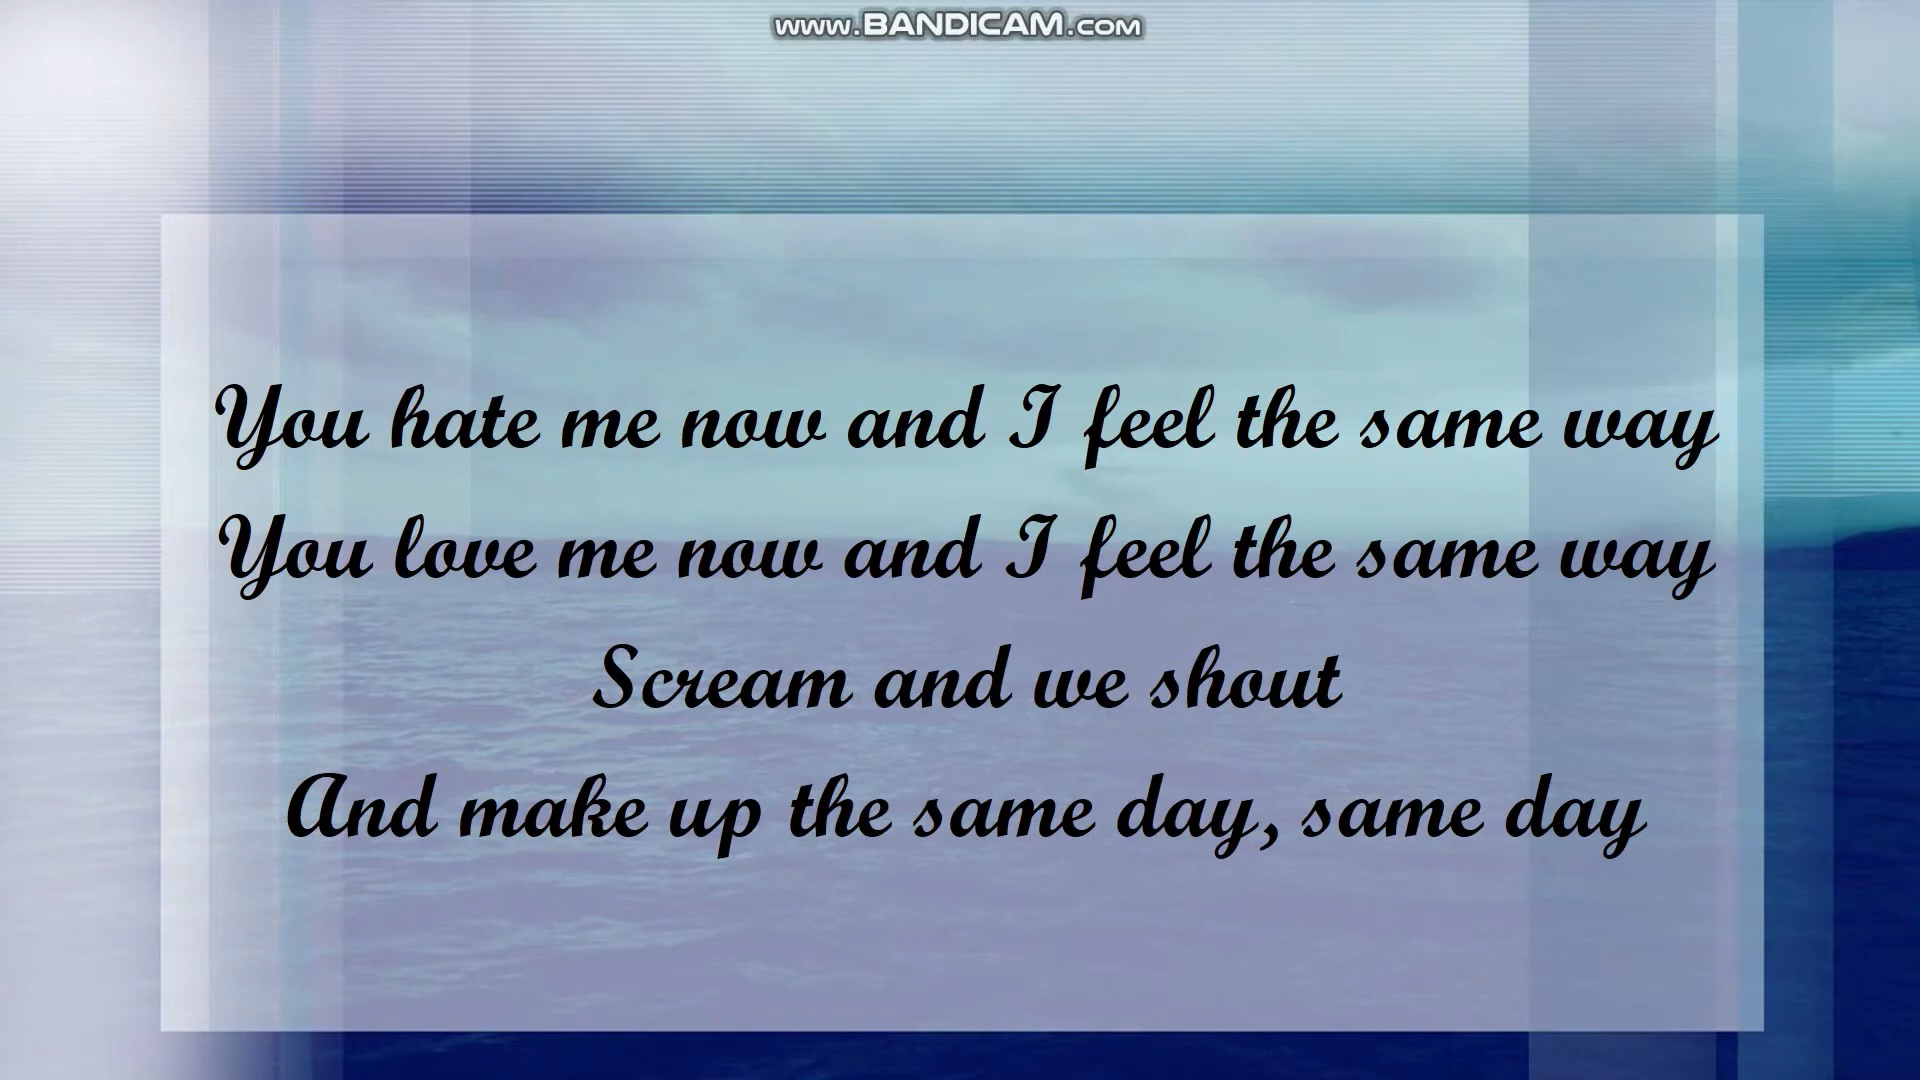 www.BANDICAM.com
You hate me now and I feel the same way
You love me now and I feel the same way
Scream and we shout
And make up the same day, same day